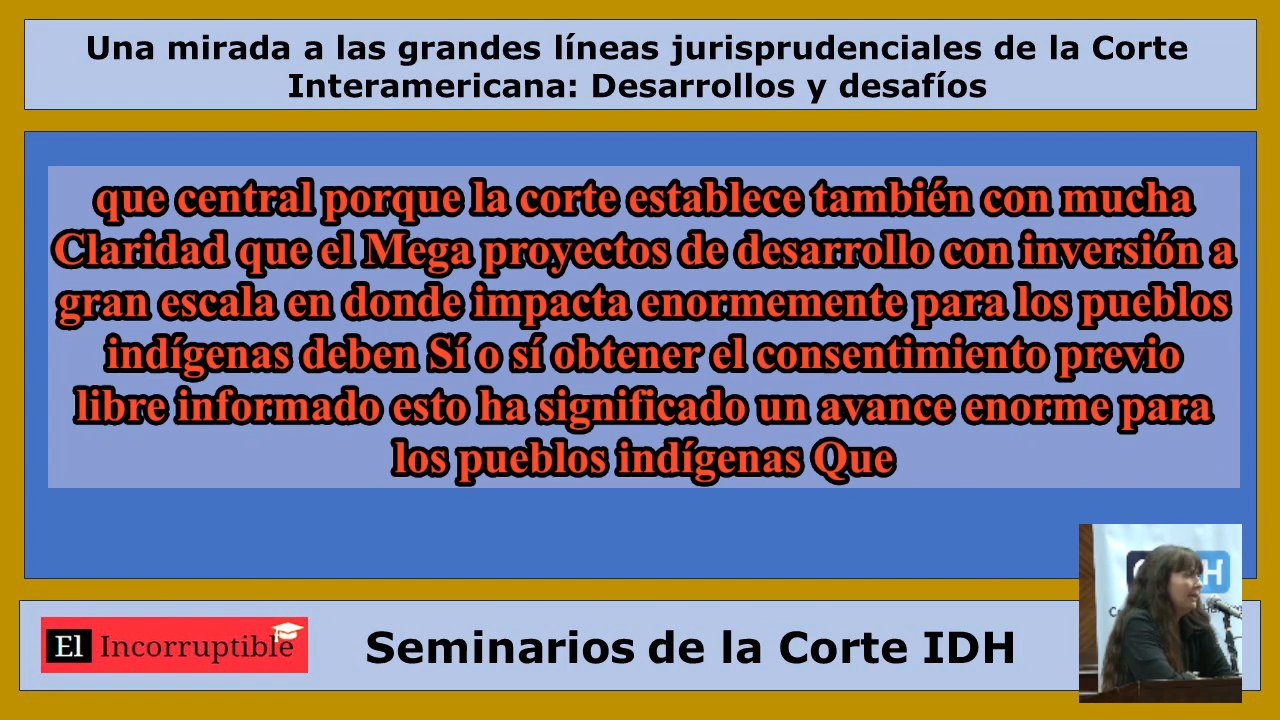 Una mirada a las grandes líneas jurisprudenciales de la Corte
Interamericana: Desarrollos y desafíos
que central porque la corte establece también con mucha
Claridad que el Mega proyectos de desarrollo con inversión a
gran escala en donde impacta enormemente para los pueblos
indígenas deben Sí o sí obtener el consentimiento previo
libre informado esto ha significado un avance enorme para
los pueblos indígenas Que
El Incorruptible
Seminarios de la Corte IDH